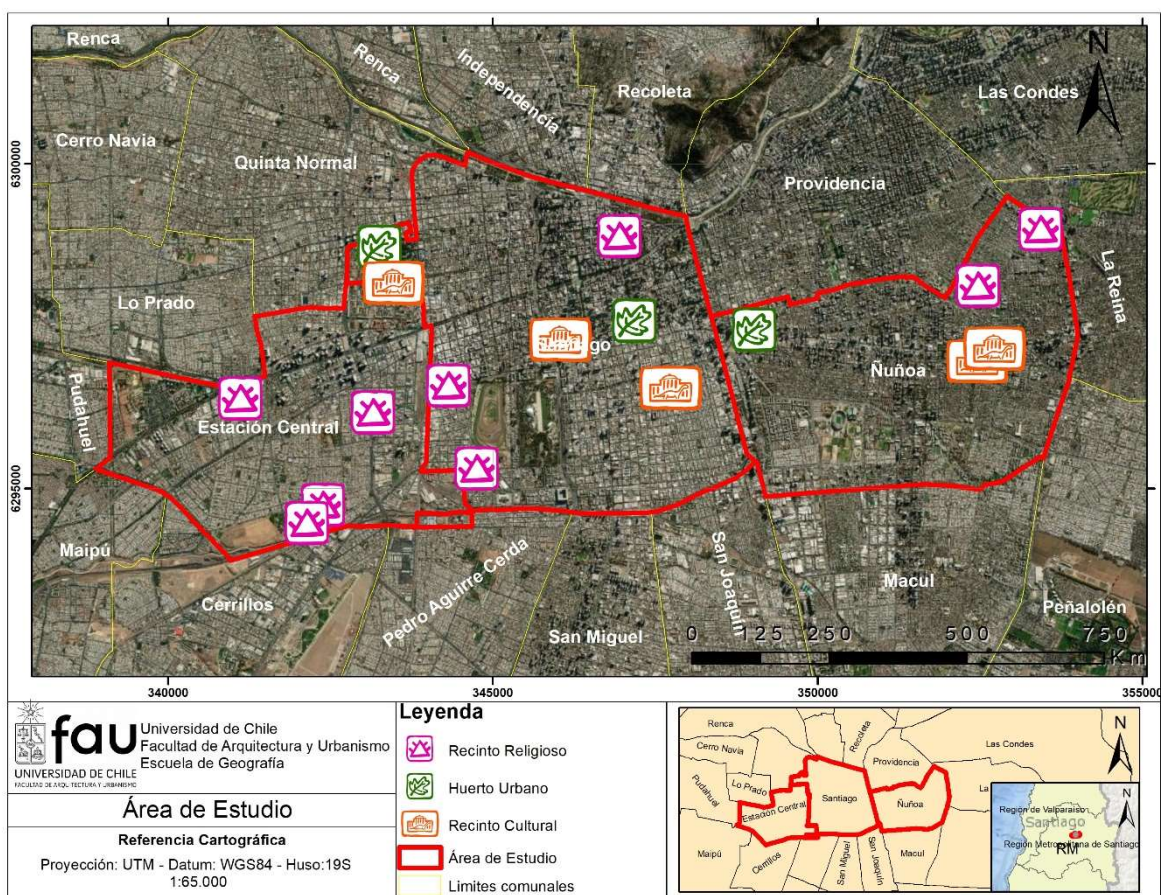 Renca
Renca
Independencia
Recoleta
N
Las Condes
Cerro Navia
Quinta Normal
6300000
Providencia
Lo Prado
La Reina
Santiago
Ñuñoa
Pudahuel
Estación Central
6295000
Maipú
Cerrillos
Pedro Aguirre Cerda
San Miguel
San Joaquín
Macul
Peñalolén
0 125 250 500 750
Km
340000 345000 350000 355000
fau
UNIVERSIDAD DE CHILE
FACULTAD DE ARQUITECTURA Y URBANISMO
Universidad de Chile
Facultad de Arquitectura y Urbanismo
Escuela de Geografía
Área de Estudio
Referencia Cartográfica
Proyección: UTM - Datum: WGS84 - Huso:19S
1:65.000
Leyenda
Recinto Religioso
Huerto Urbano
Recinto Cultural
Área de Estudio
Limites comunales
Renca
Recoleta
N
Cerro Navia
Las Condes
Providencia
Pudahuel
Lo Prado
Estación Central
Santiago
Ñuñoa
La
Maipú
Cerrillos
San Miguel
San Joaquín
Macul
N
Región de Valparaíso
Santiago
Región Metropolitana de Santiago
RM